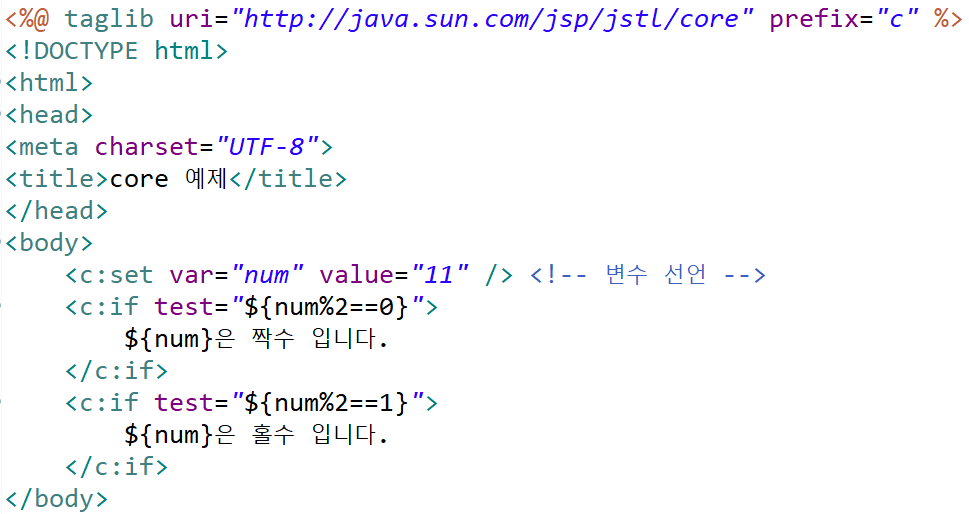 <%@ taglib uri="http://java.sun.com/jsp/jstl/core" prefix="c" %>
<!DOCTYPE html>
<html>
<head>
<meta charset="UTF-8">
<title>core 예제</title>
</head>
<body>
    <c:set var="num" value="11" /> <!-- 변수 선언 -->
    <c:if test="${num%2==0}">
        ${num}은 짝수 입니다.
    </c:if>
    <c:if test="${num%2==1}">
        ${num}은 홀수 입니다.
    </c:if>
</body>